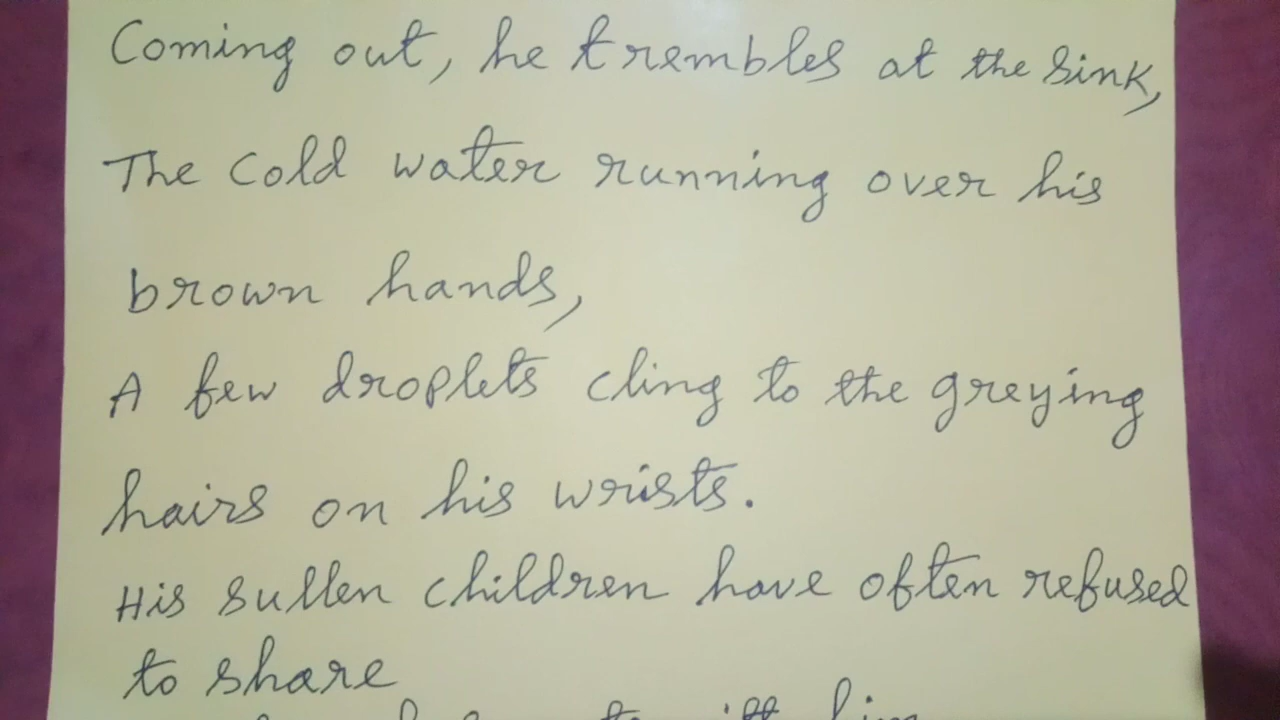 Coming out, he trembles at the sink,
The cold water running over his
brown hands,
A few droplets cling to the greying
hairs on his wrists.
His sullen children have often refused
to share